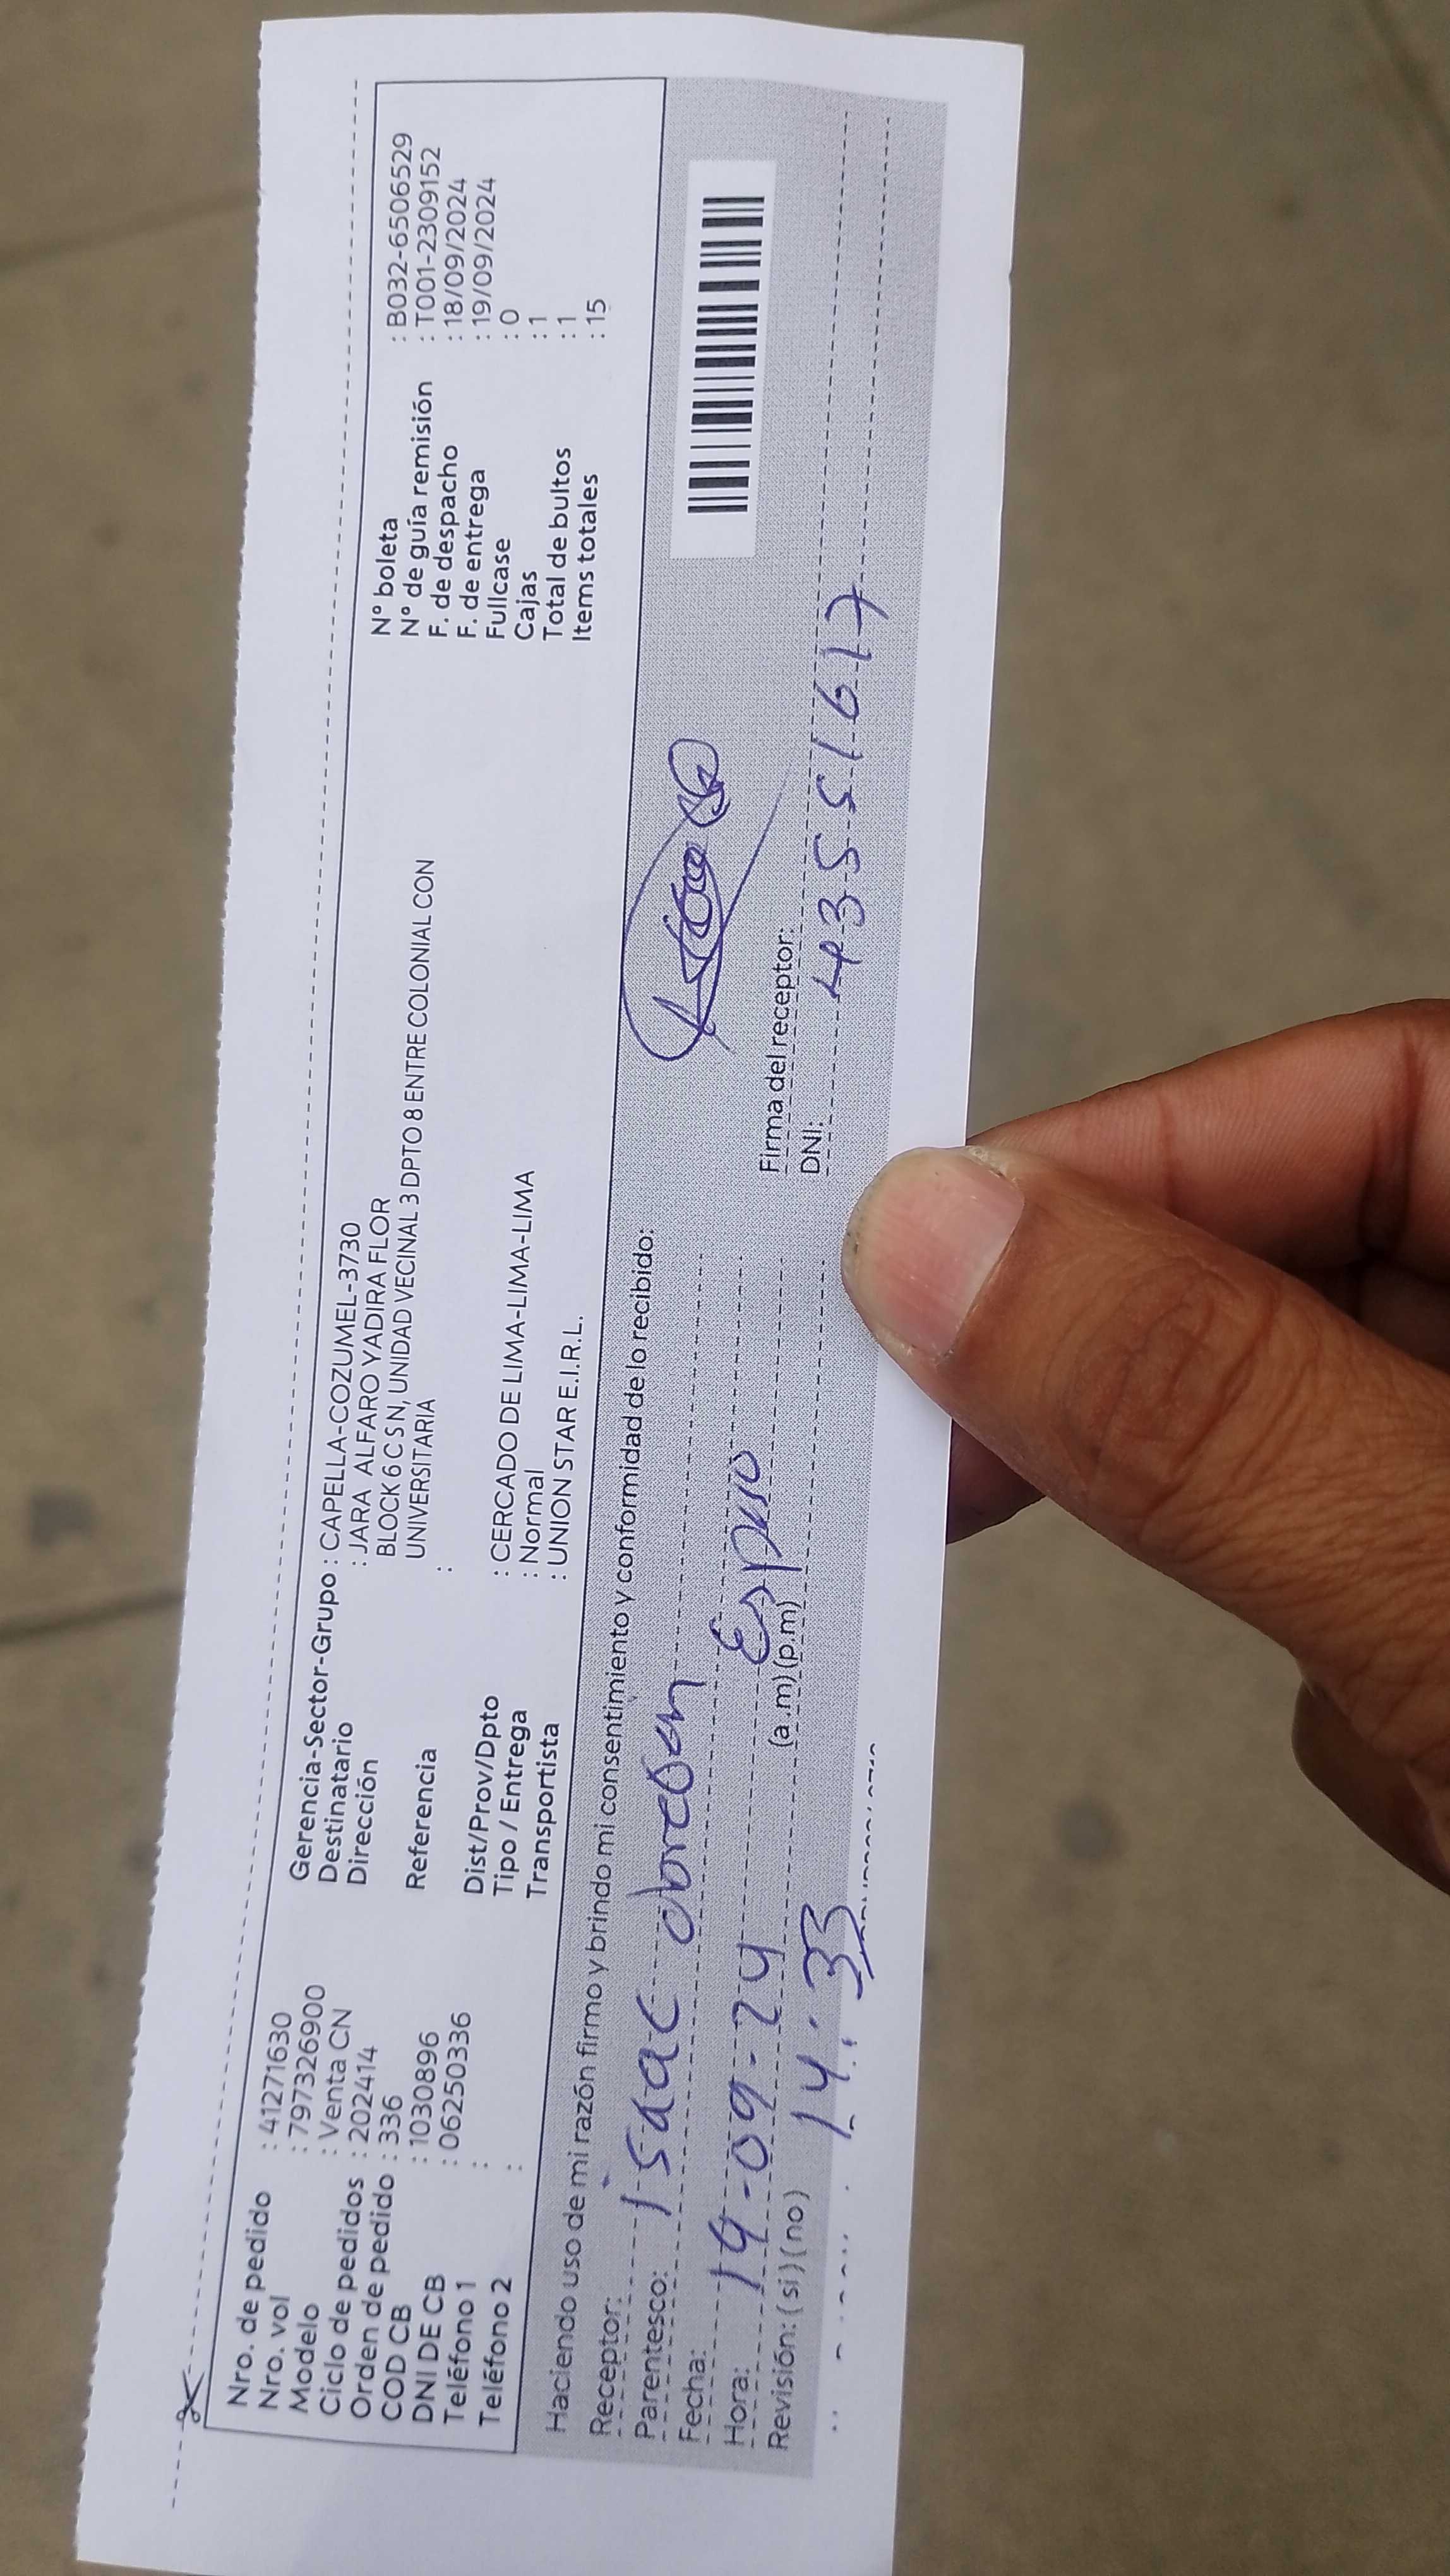 Nro. de pedido : 41271630
Nro. vol : 797326900
Modelo : Venta CN
Ciclo de pedidos : 202414
Orden de pedido : 336
COD CB : 1030896
DNI DE CB : 06250336
Teléfono 1 :
Teléfono 2 :
Gerencia-Sector-Grupo : CAPELLA-COZUMEL-3730
Destinatario : JARA ALFARO YADIRA FLOR
Dirección BLOCK 6 C S N, UNIDAD VECINAL 3 DPTO 8 ENTRE COLONIAL CON
UNIVERSITARIA
Referencia :
Dist/Prov/Dpto : CERCADO DE LIMA-LIMA-LIMA
Tipo / Entrega : Normal
Transportista : UNION STAR E.I.R.L.
N° boleta : B032-6506529
N° de guía remisión : T001-2309152
F. de despacho : 18/09/2024
F. de entrega : 19/09/2024
Fullcase : 0
Cajas : 1
Total de bultos : 1
Items totales : 15
Haciendo uso de mi razón firmo y brindo mi consentimiento y conformidad de lo recibido:
Receptor: Isaac
Parentesco: Esposo
Fecha: 19-09-24
Hora: 14:33 (a.m) (p.m)
Revisión: (si) (no)
Firma del receptor:
DNI: 43551617